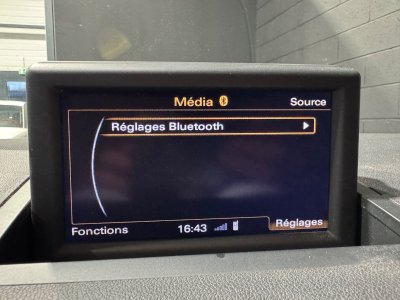 Média
Source
Réglages Bluetooth
Fonctions
16:43
Réglages